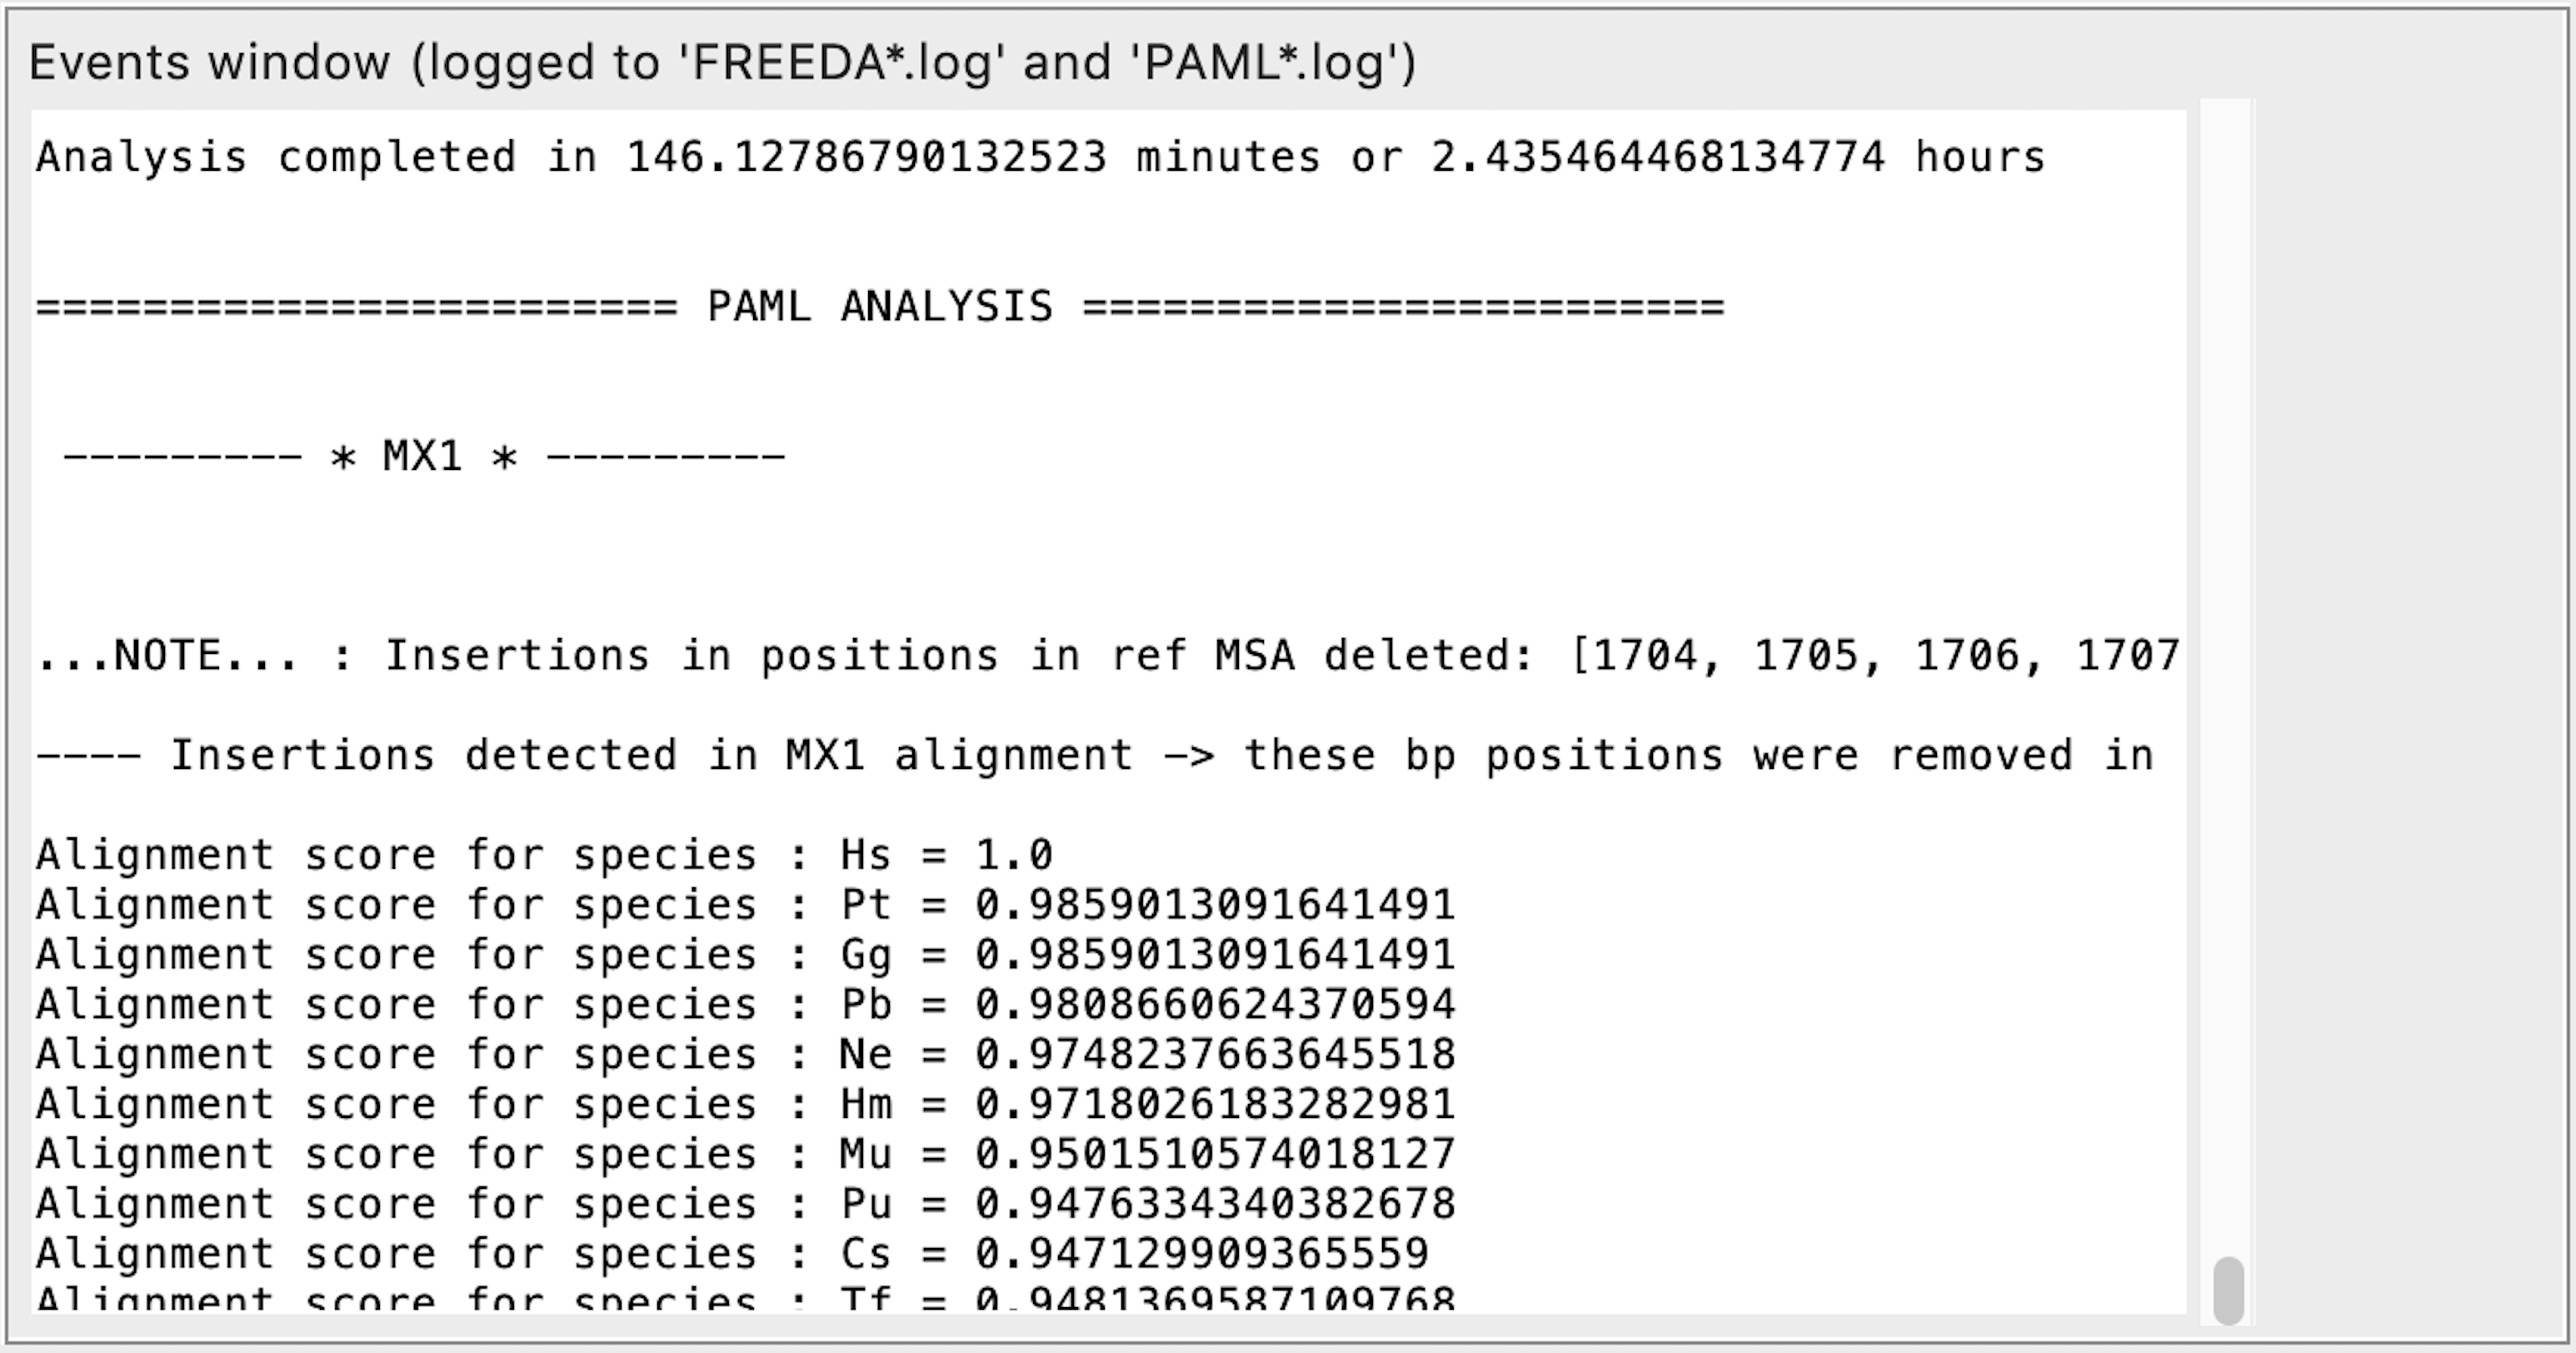 Events window (logged to 'FREEDA*.log' and 'PAML*.log')
Analysis completed in 146.12786790132523 minutes or 2.435464468134774 hours
======================== PAML ANALYSIS ========================
--------- * MX1 * ---------
...NOTE... : Insertions in positions in ref MSA deleted: [1704, 1705, 1706, 1707
---- Insertions detected in MX1 alignment -> these bp positions were removed in
Alignment score for species : Hs = 1.0
Alignment score for species : Pt = 0.9859013091641491
Alignment score for species : Gg = 0.9859013091641491
Alignment score for species : Pb = 0.9808660624370594
Alignment score for species : Ne = 0.9748237663645518
Alignment score for species : Hm = 0.9718026183282981
Alignment score for species : Mu = 0.9501510574018127
Alignment score for species : Pu = 0.9476334340382678
Alignment score for species : Cs = 0.947129909365559
Alignment score for species : Tf = 0.9481369587109768